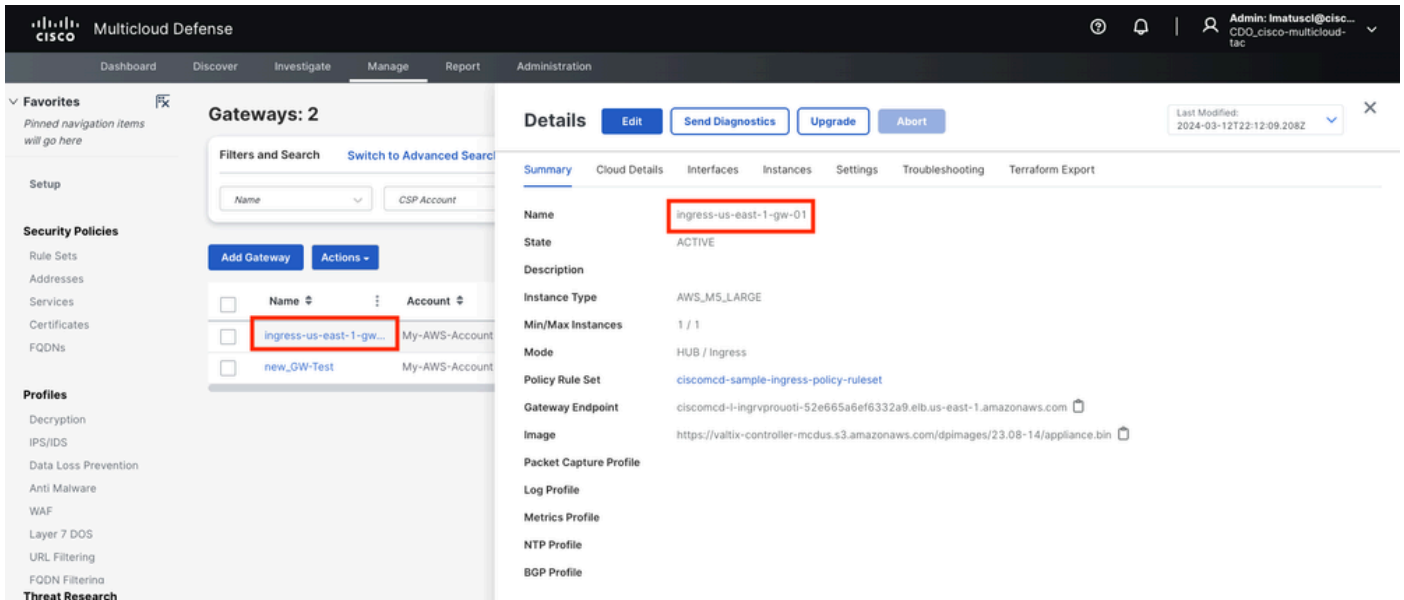 CISCO
Multicloud Defense
Admin: lmatuscl@cisc...
CDO_cisco-multicloud-
tac
Dashboard Discover Investigate Manage Report Administration
Favorites
Pinned navigation items
will go here
Setup
Security Policies
Rule Sets
Addresses
Services
Certificates
FQDNs
Profiles
Decryption
IPS/IDS
Data Loss Prevention
Anti Malware
WAF
Layer 7 DOS
URL Filtering
FQDN Filtering
Threat Research
Gateways: 2
Filters and Search Switch to Advanced Search
Name CSP Account
Add Gateway Actions
Name Account
ingress-us-east-1-gw... My-AWS-Account
new_GW-Test My-AWS-Account
Details Edit Send Diagnostics Upgrade Abort
Last Modified:
2024-03-12T22:12:09.208Z
Summary Cloud Details Interfaces Instances Settings Troubleshooting Terraform Export
Name ingress-us-east-1-gw-01
State ACTIVE
Description
Instance Type AWS_M5_LARGE
Min/Max Instances 1 / 1
Mode HUB / Ingress
Policy Rule Set ciscomcd-sample-ingress-policy-ruleset
Gateway Endpoint ciscomcd-l-ingrvprouoti-52e665a6ef6332a9.elb.us-east-1.amazonaws.com
Image https://valtix-controller-mcdus.s3.amazonaws.com/dpimages/23.08-14/appliance.bin
Packet Capture Profile
Log Profile
Metrics Profile
NTP Profile
BGP Profile